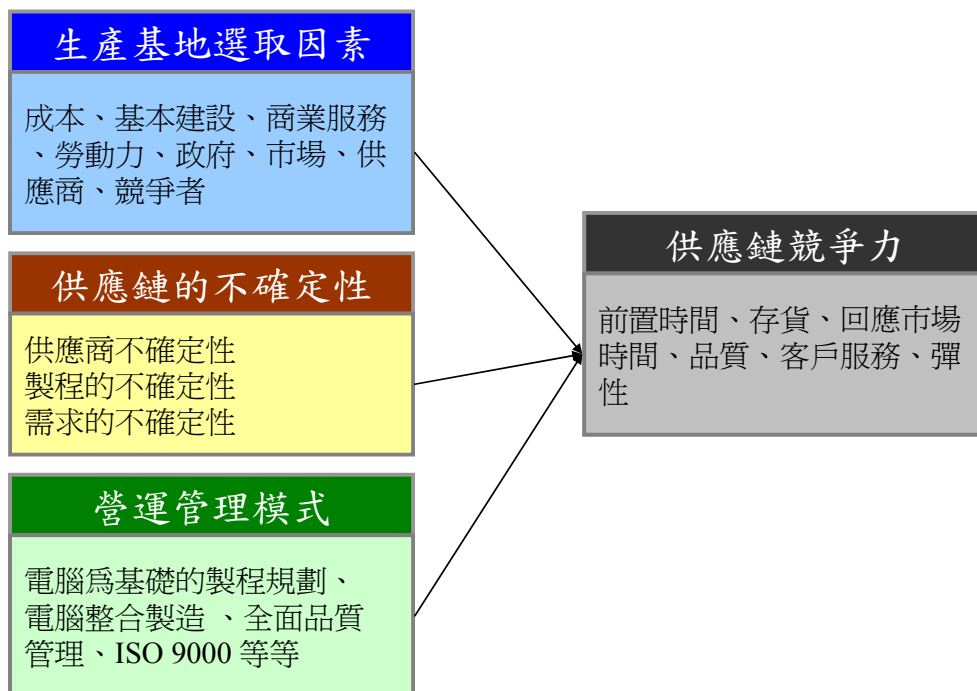 生產基地選取因素
成本、基本建設、商業服務
、勞動力、政府、市場、供
應商、競爭者
供應鏈的不確定性
供應商不確定性
製程的不確定性
需求的不確定性
營運管理模式
電腦為基礎的製程規劃、
電腦整合製造 、全面品質
管理、ISO 9000 等等
供應鏈競爭力
前置時間、存貨、回應市場
時間、品質、客戶服務、彈
性